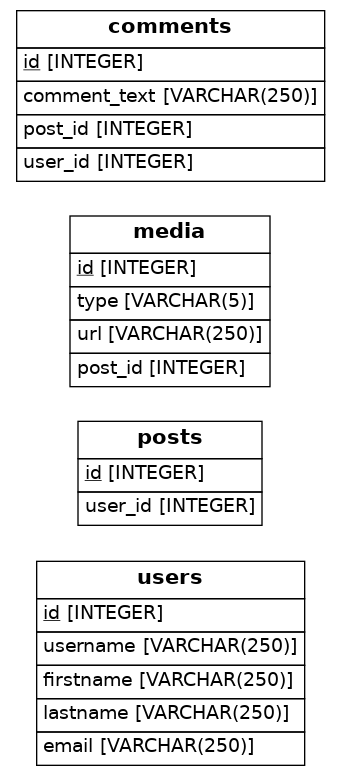 comments
id [INTEGER]
comment_text [VARCHAR(250)]
post_id [INTEGER]
user_id [INTEGER]
media
id [INTEGER]
type [VARCHAR(5)]
url [VARCHAR(250)]
post_id [INTEGER]
posts
id [INTEGER]
user_id [INTEGER]
users
id [INTEGER]
username [VARCHAR(250)]
firstname [VARCHAR(250)]
lastname [VARCHAR(250)]
email [VARCHAR(250)]